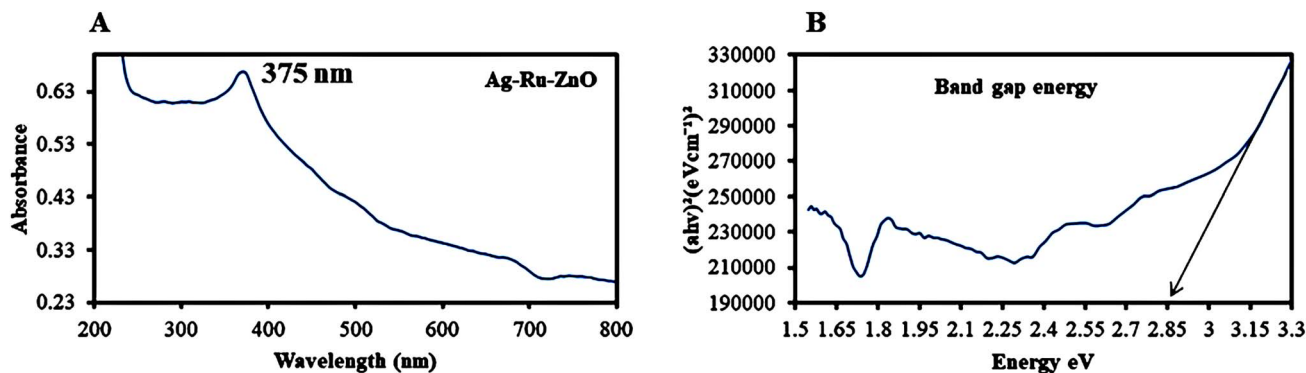 A
375 nm
Ag-Ru-ZnO
0.63
0.53
0.43
0.33
0.23
Absorbance
200 300 400 500 600 700 800
Wavelength (nm)
B
Band gap energy
330000
310000
290000
270000
250000
230000
210000
190000
(ahv)²(eVcm⁻¹)²
1.5 1.65 1.8 1.95 2.1 2.25 2.4 2.55 2.7 2.85 3 3.15 3.3
Energy eV